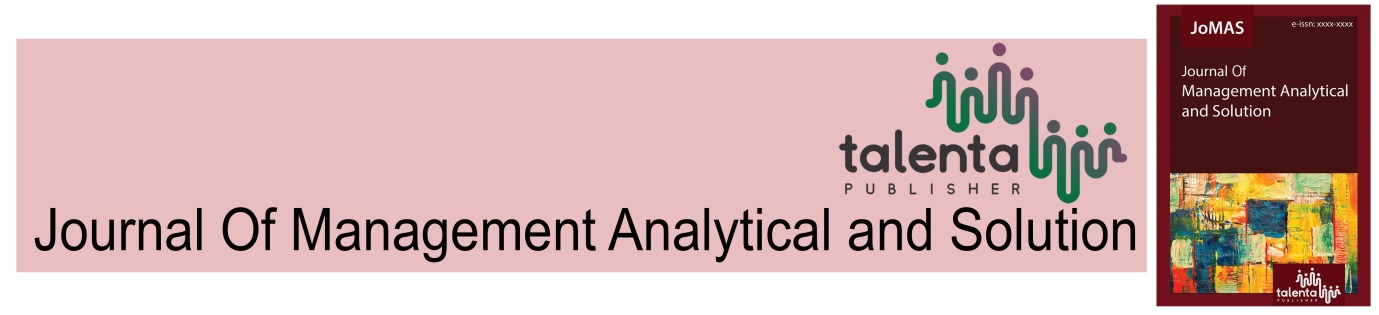 talenta
PUBLISHER
Journal Of Management Analytical and Solution
JoMAS
e-issn: xxxx-xxxx
Journal Of
Management Analytical
and Solution
talenta
PUBLISHER